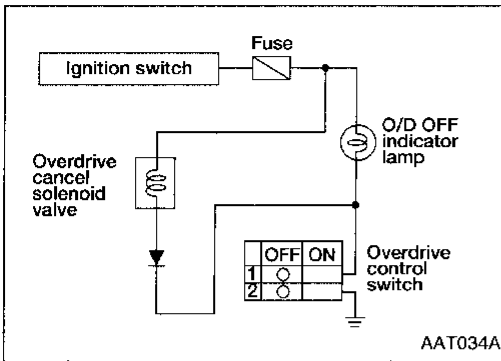 Fuse
Ignition switch
O/D OFF
indicator
lamp
Overdrive
cancel
solenoid
valve
OFF ON
1
2
Overdrive
control
switch
AAT034A